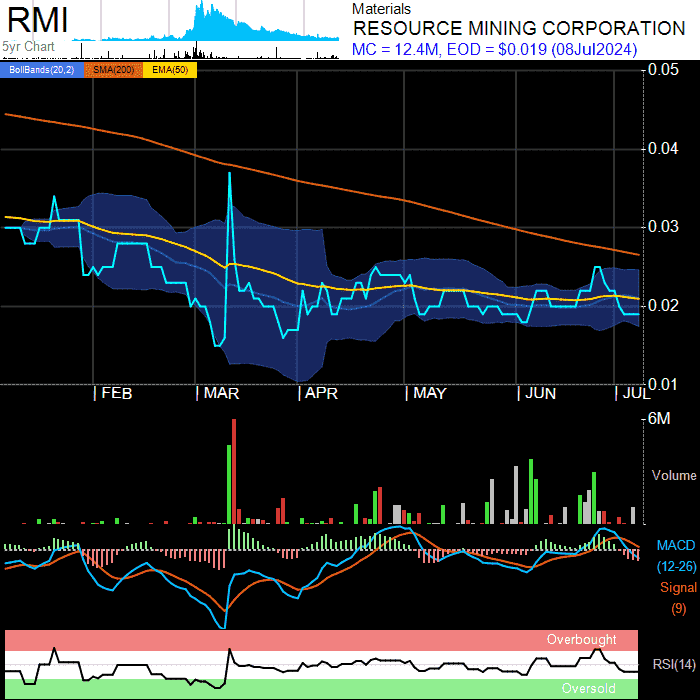 RMI
5yr Chart
Materials
RESOURCE MINING CORPORATION
MC = 12.4M, EOD = $0.019 (08Jul2024)
BollBands(20,2) SMA(200) EMA(50)
0.05
0.04
0.03
0.02
0.01
FEB MAR APR MAY JUN JUL
6M
Volume
MACD
(12-26)
Signal
(9)
Overbought
RSI(14)
Oversold